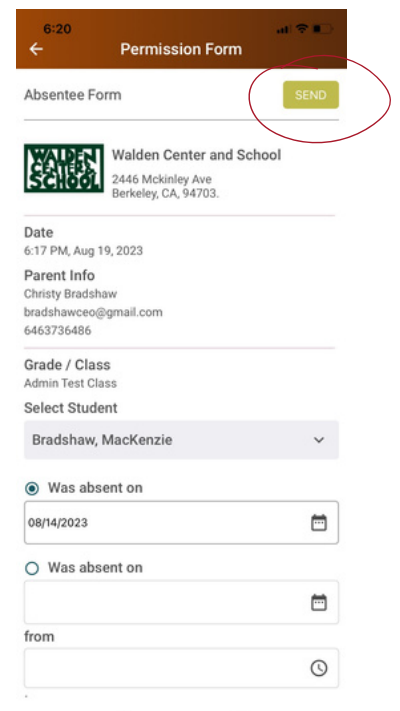 6:20
Permission Form
Absentee Form
SEND
WALDEN
CENTER &
SCHOOL
Walden Center and School
2446 Mckinley Ave
Berkeley, CA, 94703.
Date
6:17 PM, Aug 19, 2023
Parent Info
Christy Bradshaw
bradshawceo@gmail.com
6463736486
Grade / Class
Admin Test Class
Select Student
Bradshaw, MacKenzie
Was absent on
08/14/2023
Was absent on
from